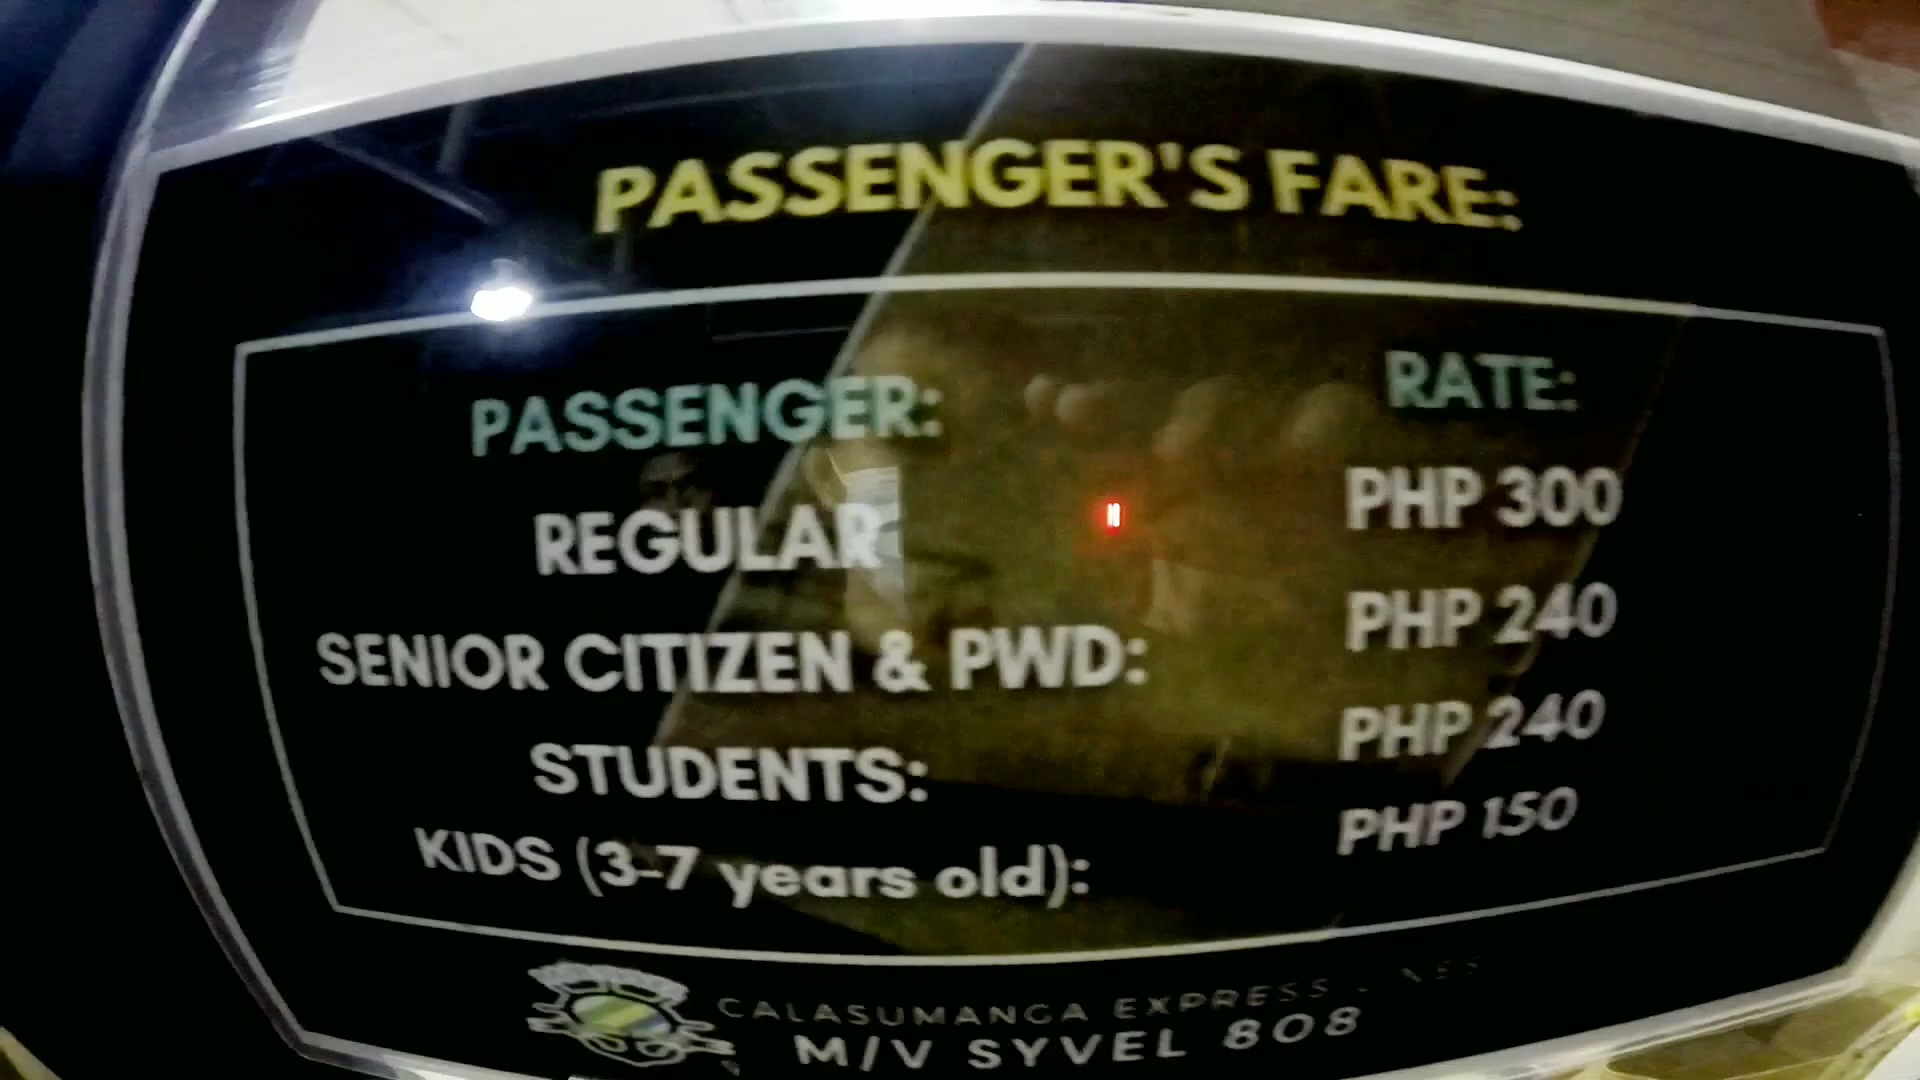 PASSENGER'S FARE:
PASSENGER: RATE:
REGULAR PHP 300
SENIOR CITIZEN & PWD: PHP 240
STUDENTS: PHP 240
KIDS (3-7 years old): PHP 150
CALASUMANGA EXPRESS
M/V SYVEL 808